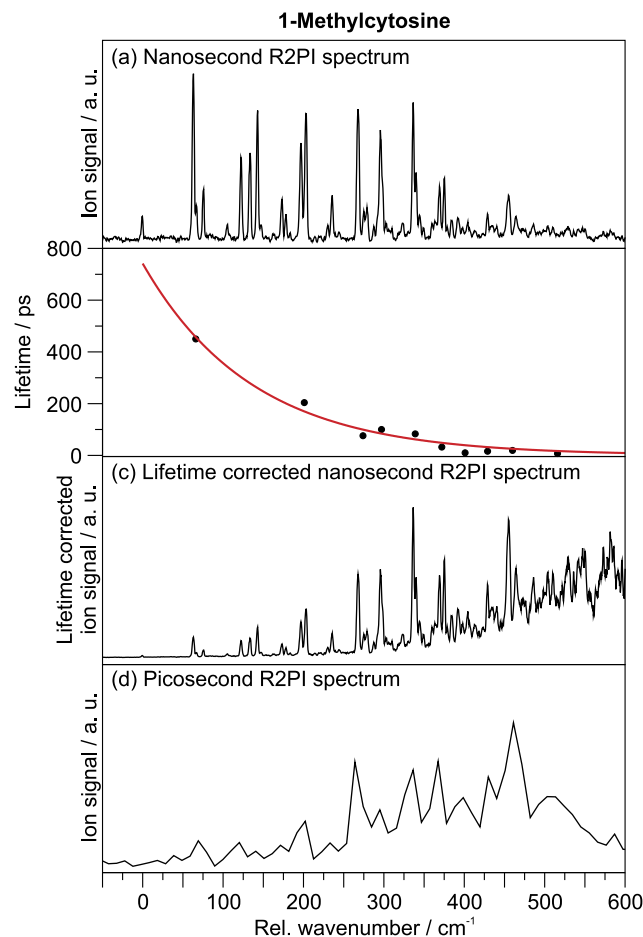 1-Methylcytosine
(a) Nanosecond R2PI spectrum
Ion signal / a. u.
800
600
400
200
0
Lifetime / ps
(c) Lifetime corrected nanosecond R2PI spectrum
Lifetime corrected
ion signal / a. u.
(d) Picosecond R2PI spectrum
Ion signal / a. u.
0 100 200 300 400 500 600
Rel. wavenumber / cm⁻¹